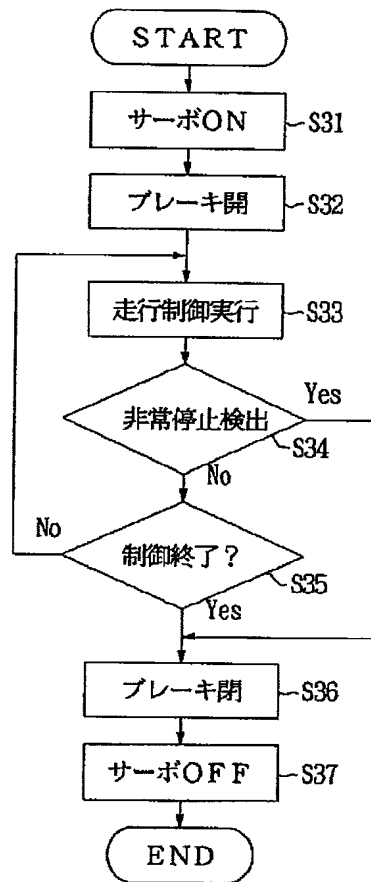 START
サーボON
S31
ブレーキ開
S32
走行制御実行
S33
非常停止検出
Yes
S34
No
No
制御終了?
S35
Yes
ブレーキ閉
S36
サーボOFF
S37
END